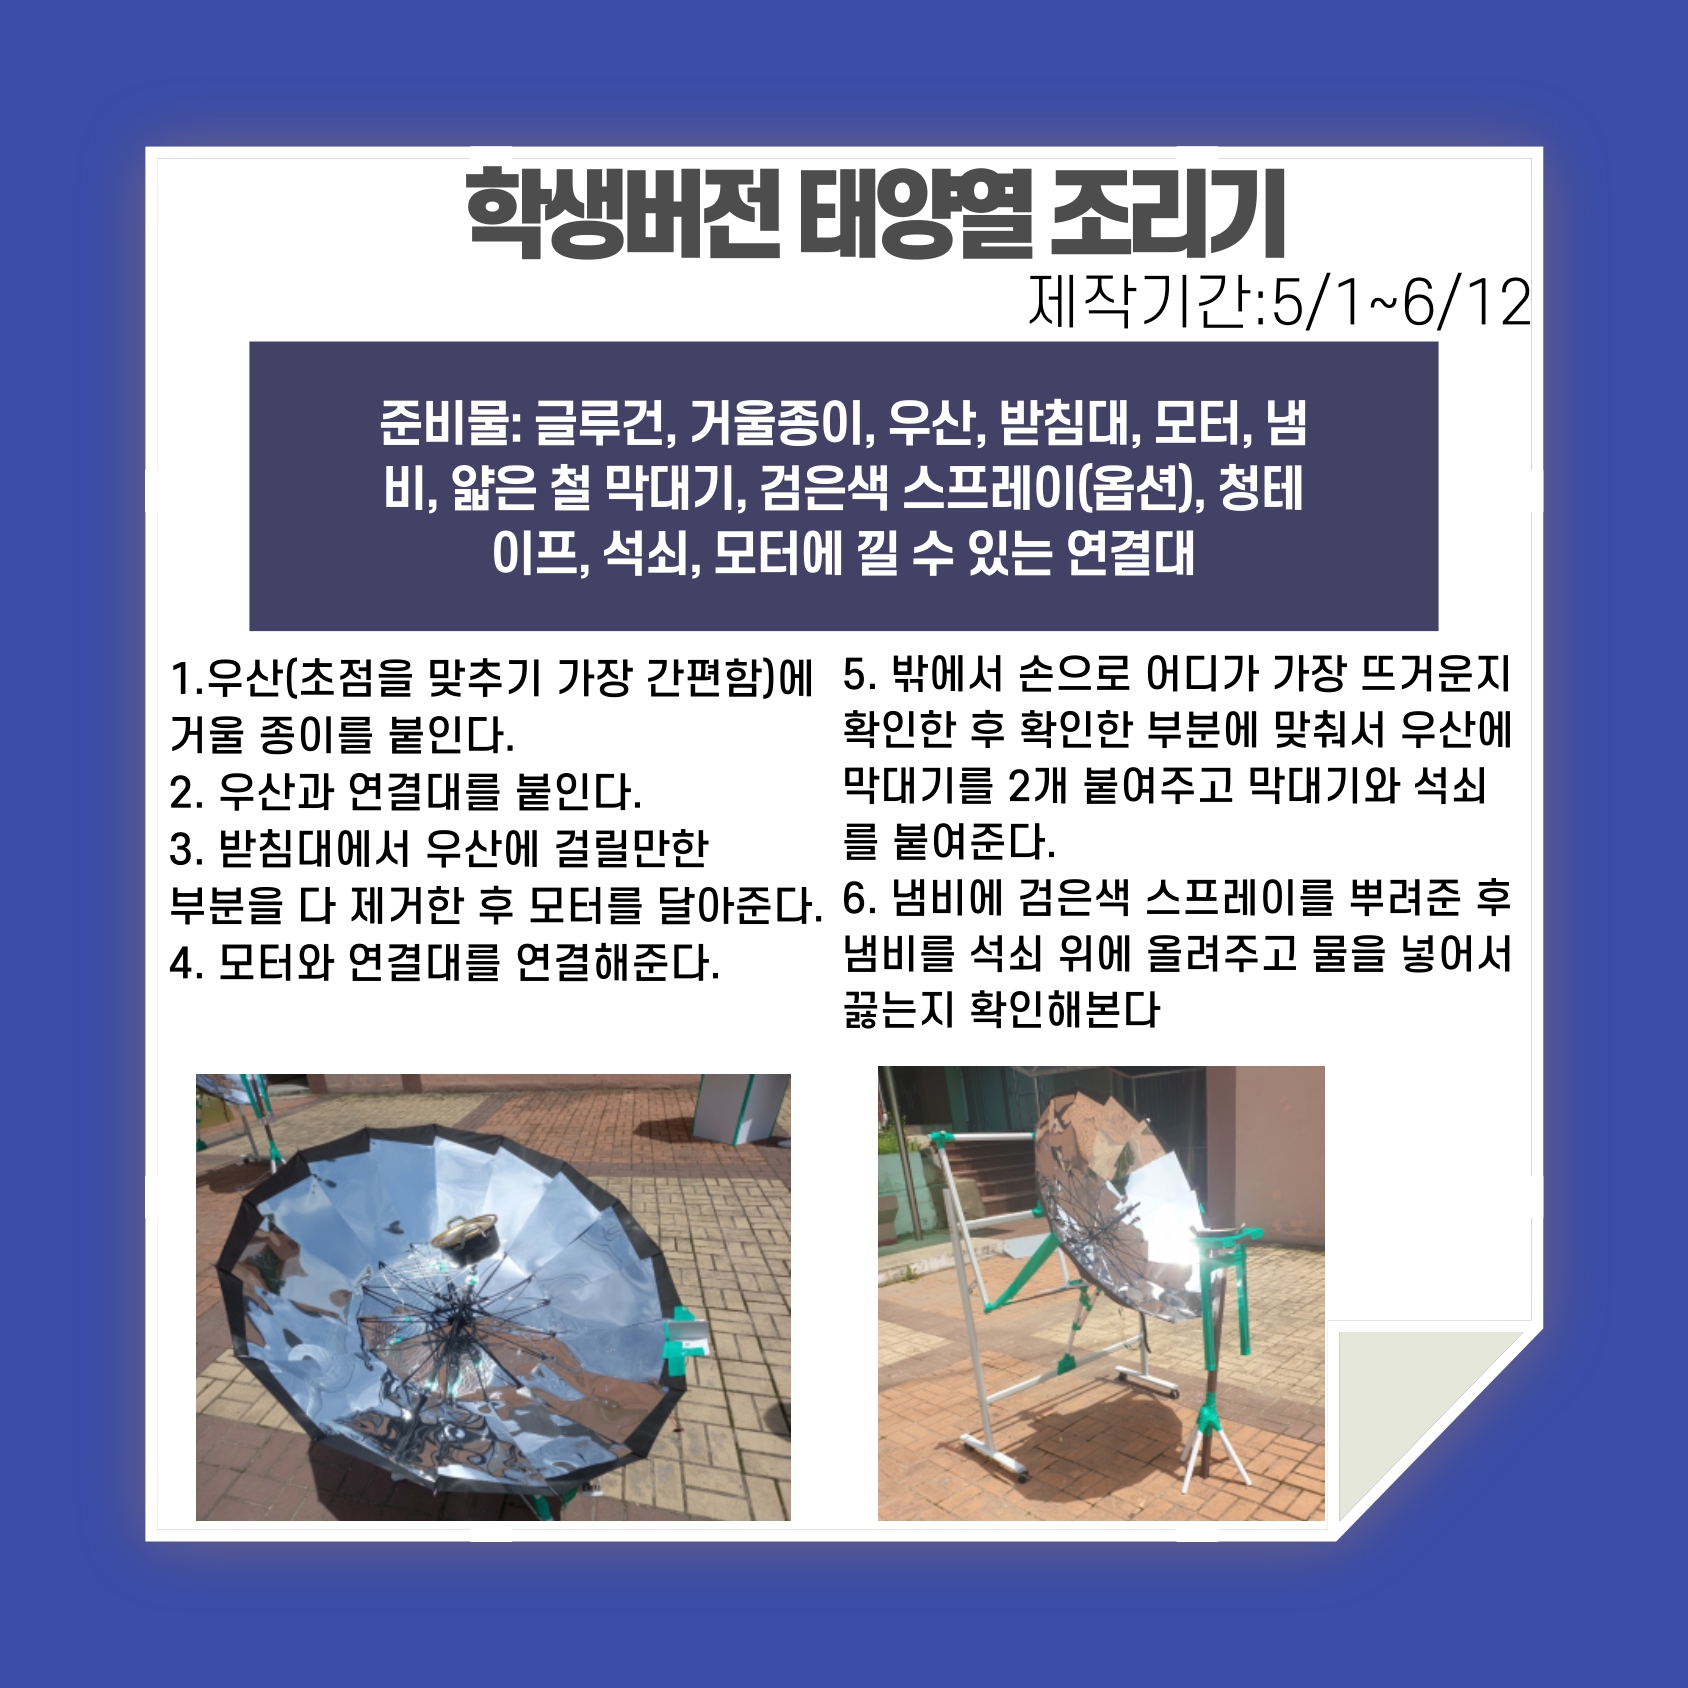 학생버전 태양열 조리기
제작기간:5/1~6/12
준비물: 글루건, 거울종이, 우산, 받침대, 모터, 냄
비, 얇은 철 막대기, 검은색 스프레이(옵션), 청테
이프, 석쇠, 모터에 낄 수 있는 연결대
1.우산(초점을 맞추기 가장 간편함)에
거울 종이를 붙인다.
2. 우산과 연결대를 붙인다.
3. 받침대에서 우산에 걸릴만한
부분을 다 제거한 후 모터를 달아준다.
4. 모터와 연결대를 연결해준다.
5. 밖에서 손으로 어디가 가장 뜨거운지
확인한 후 확인한 부분에 맞춰서 우산에
막대기를 2개 붙여주고 막대기와 석쇠
를 붙여준다.
6. 냄비에 검은색 스프레이를 뿌려준 후
냄비를 석쇠 위에 올려주고 물을 넣어서
끓는지 확인해본다